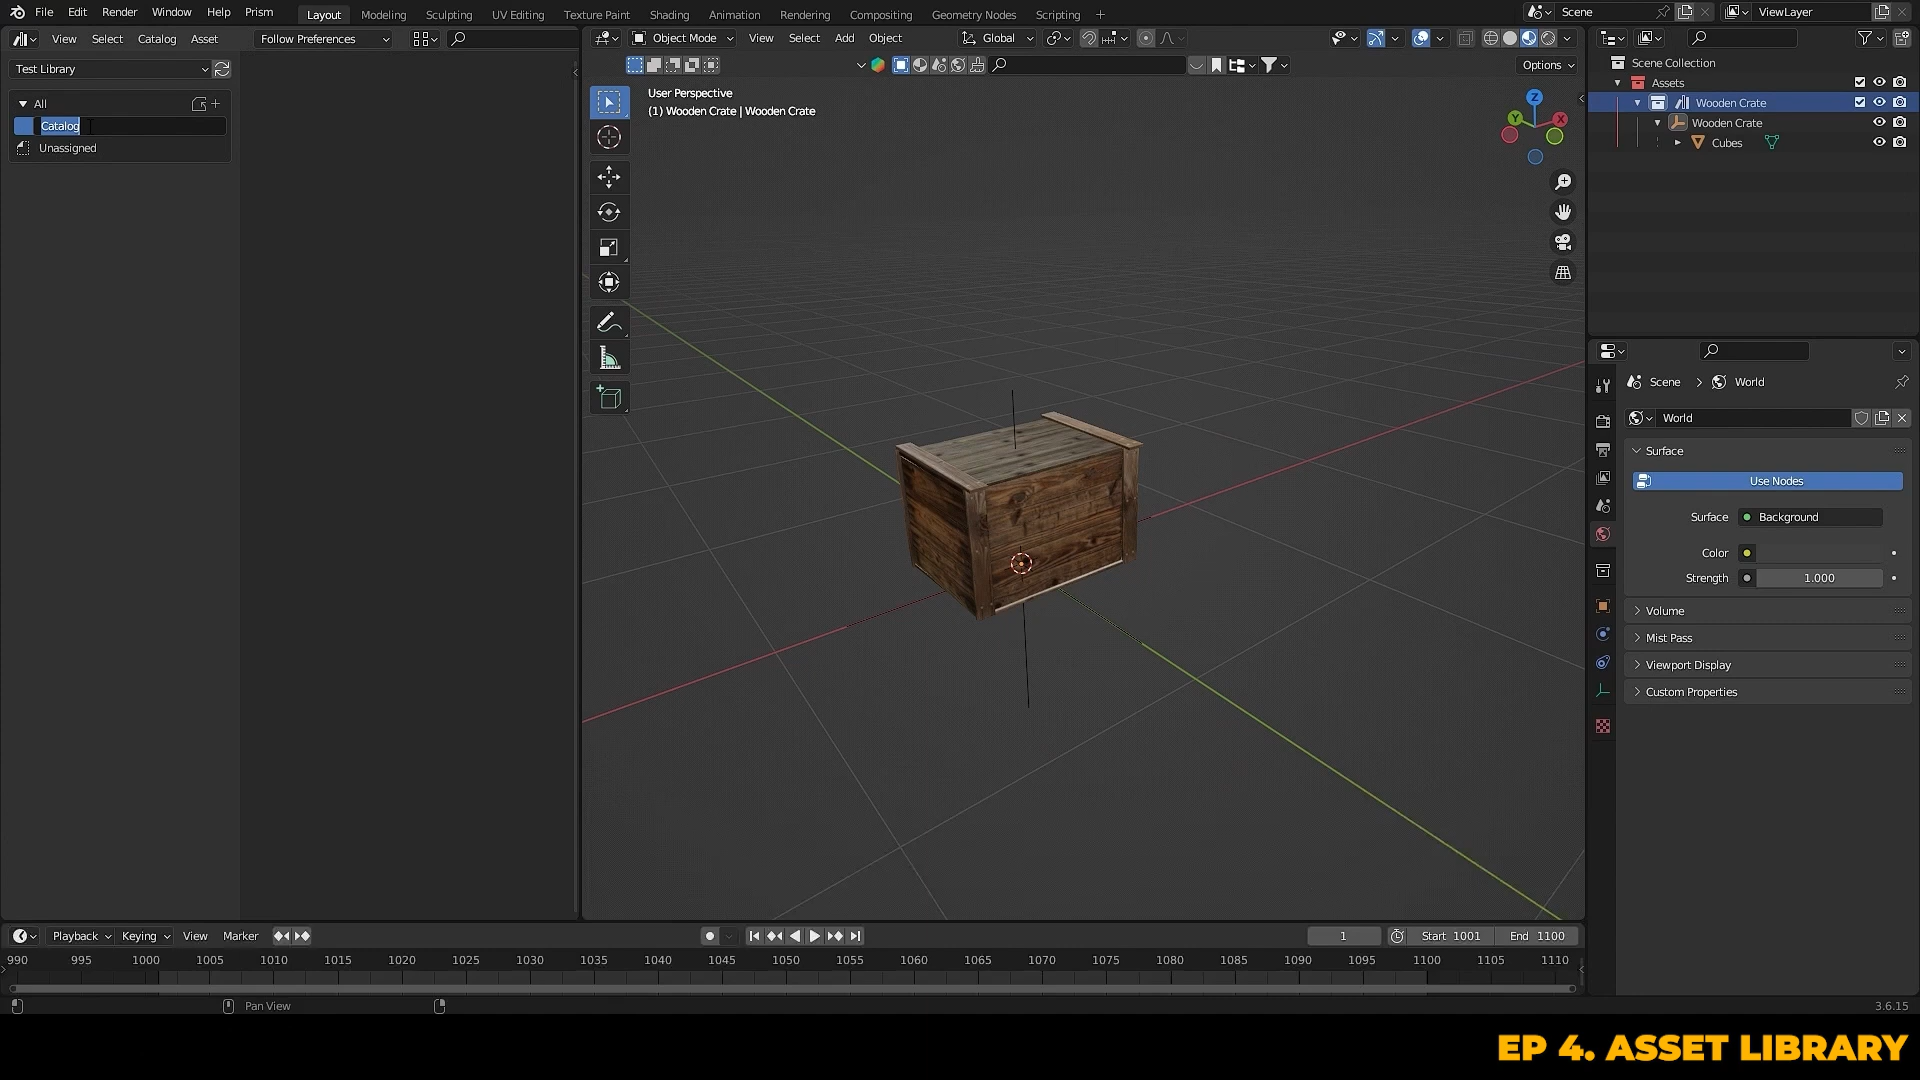 File Edit Render Window Help Prism Layout Modeling Sculpting UV Editing Texture Paint Shading Animation Rendering Compositing Geometry Nodes Scripting + Scene ViewLayer
View Select Catalog Asset Follow Preferences
Object Mode View Select Add Object Global
Test Library
Options
All
Catalog
Unassigned
User Perspective
(1) Wooden Crate | Wooden Crate
Z
Y
X
Scene Collection
Assets
Wooden Crate
Wooden Crate
Cubes
Scene > World
World
Surface
Use Nodes
Surface Background
Color
Strength 1.000
Volume
Mist Pass
Viewport Display
Custom Properties
Playback Keying View Marker 1 Start 1001 End 1100
990 995 1000 1005 1010 1015 1020 1025 1030 1035 1040 1045 1050 1055 1060 1065 1070 1075 1080 1085 1090 1095 1100 1105 1110
Pan View 3.6.15
EP 4. ASSET LIBRARY